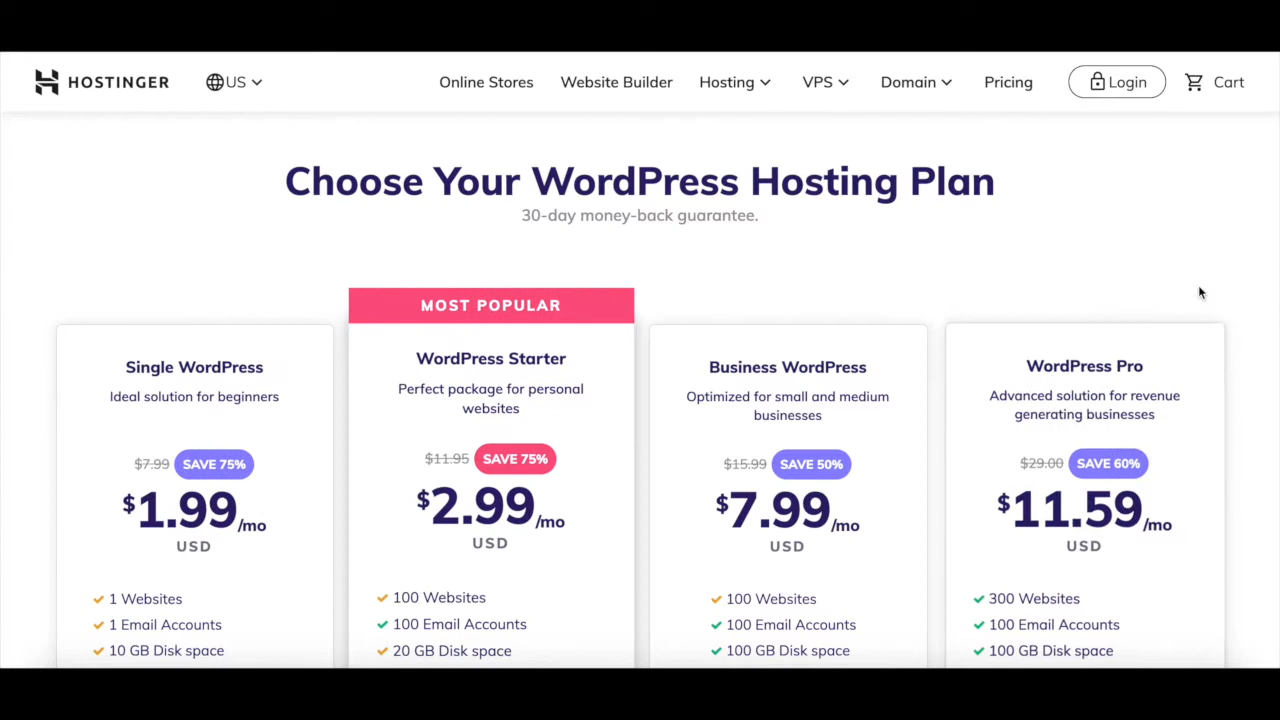 HOSTINGER
US
Online Stores
Website Builder
Hosting
VPS
Domain
Pricing
Login
Cart
Choose Your WordPress Hosting Plan
30-day money-back guarantee.
Single WordPress
Ideal solution for beginners
$7.99 SAVE 75%
$1.99/mo
USD
1 Websites
1 Email Accounts
10 GB Disk space
MOST POPULAR
WordPress Starter
Perfect package for personal
websites
$11.95 SAVE 75%
$2.99/mo
USD
100 Websites
100 Email Accounts
20 GB Disk space
Business WordPress
Optimized for small and medium
businesses
$15.99 SAVE 50%
$7.99/mo
USD
100 Websites
100 Email Accounts
100 GB Disk space
WordPress Pro
Advanced solution for revenue
generating businesses
$29.00 SAVE 60%
$11.59/mo
USD
300 Websites
100 Email Accounts
100 GB Disk space